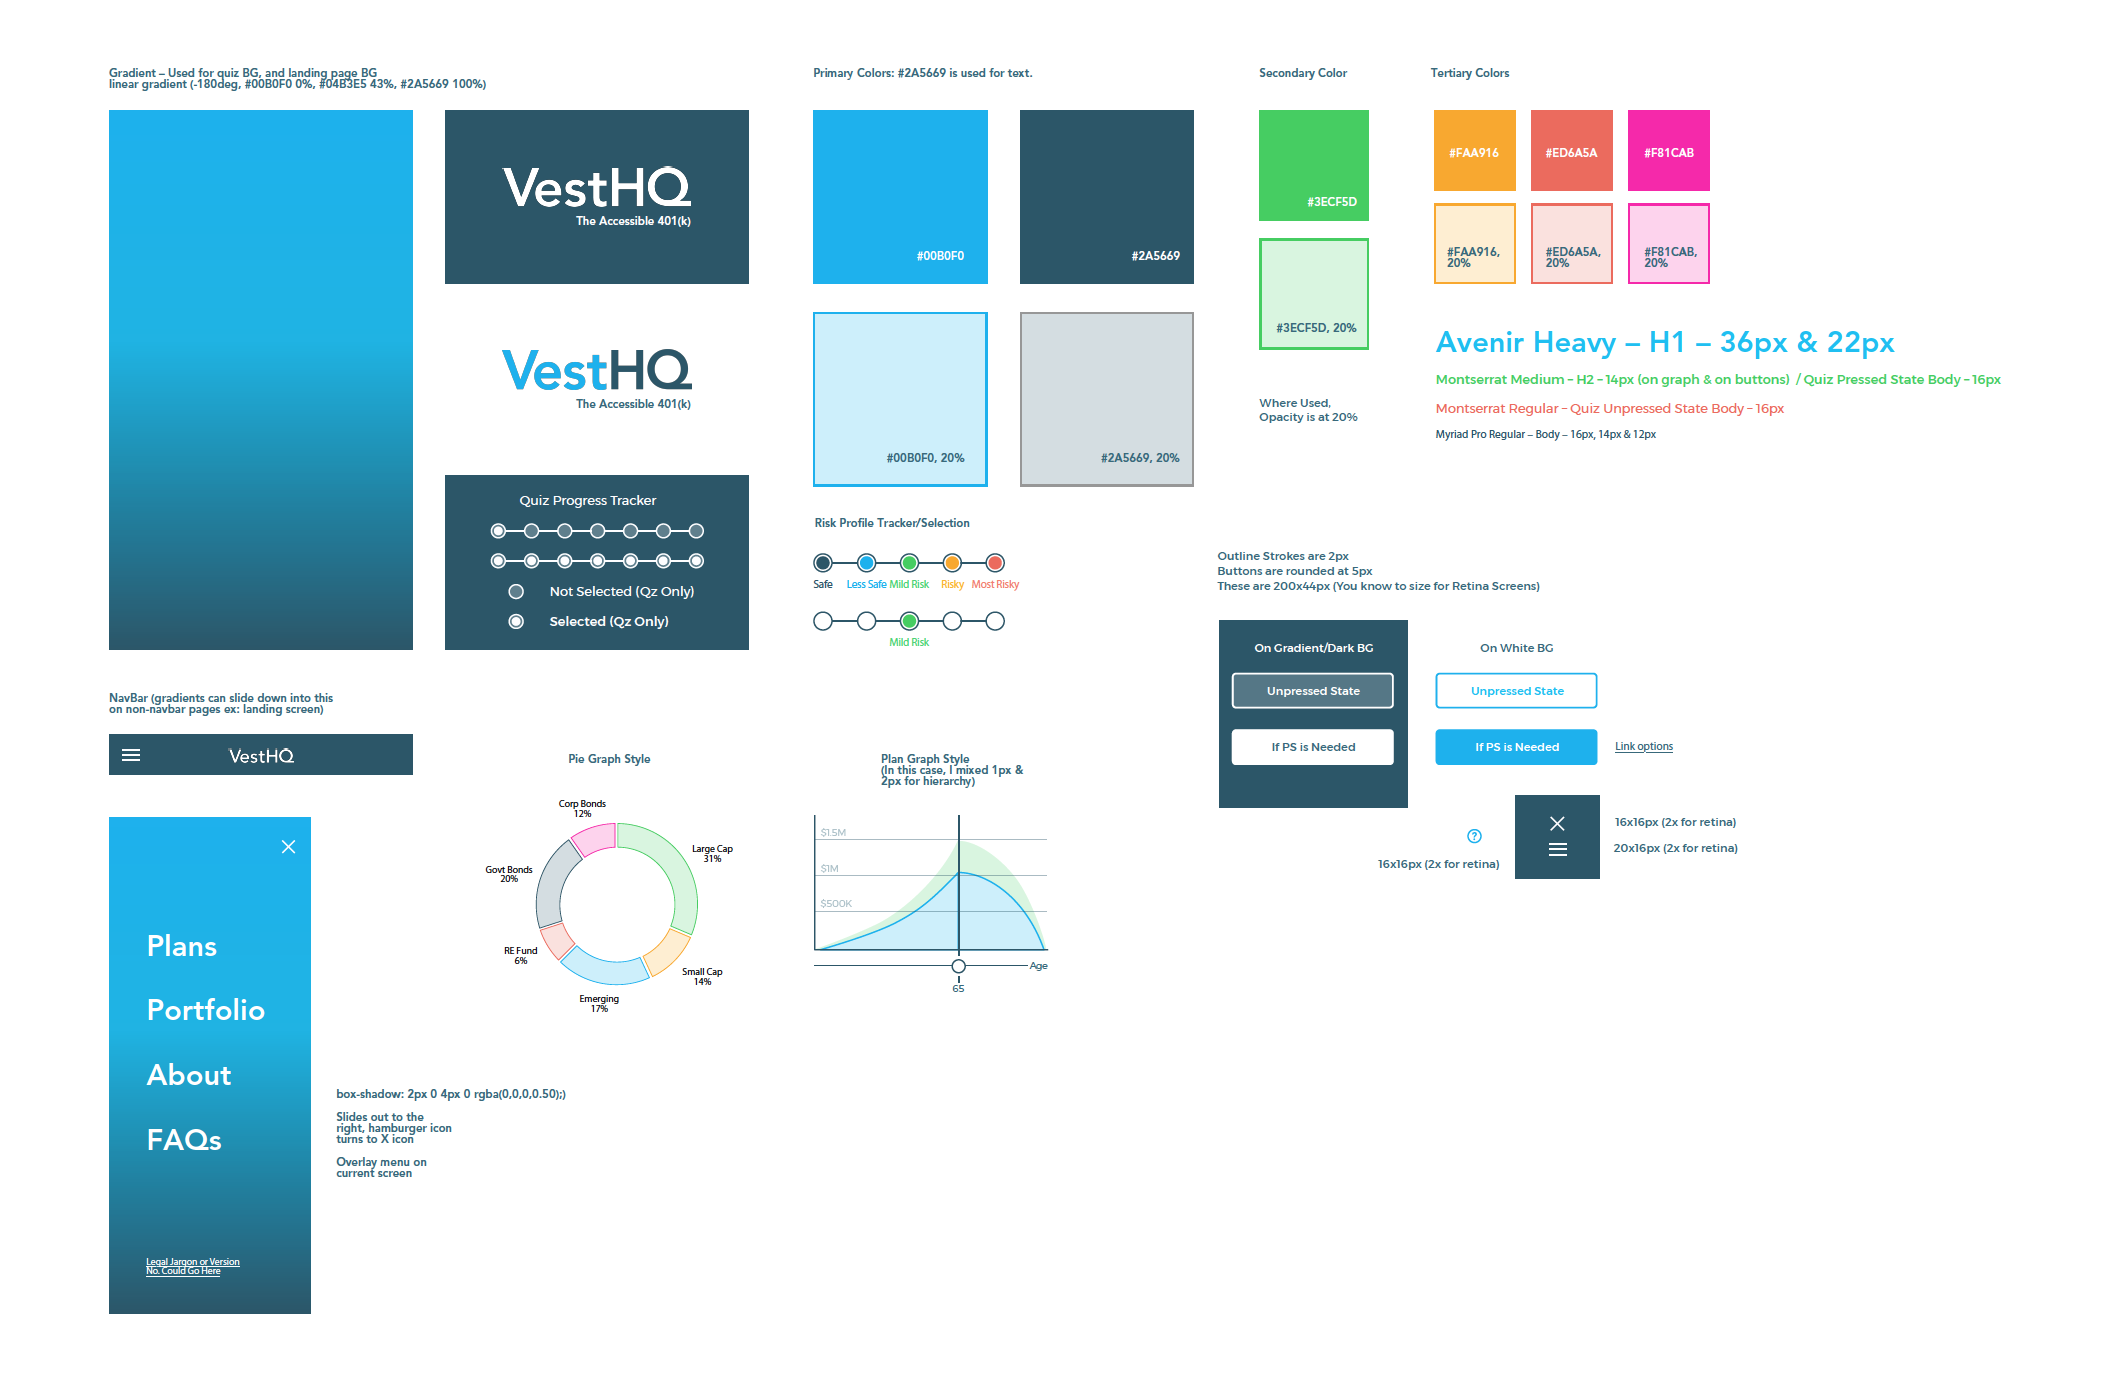 Gradient – Used for quiz BG, and landing page BG
linear gradient (-180deg, #00B0F0 0%, #04B3E5 43%, #2A5669 100%)
VestHQ
The Accessible 401(k)
VestHQ
The Accessible 401(k)
Quiz Progress Tracker
Not Selected (Qz Only)
Selected (Qz Only)
Primary Colors: #2A5669 is used for text.
#00B0F0
#2A5669
#00B0F0, 20%
#2A5669, 20%
Secondary Color
#3ECF5D
#3ECF5D, 20%
Where Used,
Opacity is at 20%
Tertiary Colors
#FAA916
#ED6A5A
#F81CAB
#FAA916,
20%
#ED6A5A,
20%
#F81CAB,
20%
Avenir Heavy – H1 – 36px & 22px
Montserrat Medium – H2 – 14px (on graph & on buttons) / Quiz Pressed State Body – 16px
Montserrat Regular – Quiz Unpressed State Body – 16px
Myriad Pro Regular – Body – 16px, 14px & 12px
Risk Profile Tracker/Selection
Safe
Less Safe
Mild Risk
Risky
Most Risky
Mild Risk
Outline Strokes are 2px
Buttons are rounded at 5px
These are 200x44px (You know to size for Retina Screens)
On Gradient/Dark BG
Unpressed State
If PS is Needed
On White BG
Unpressed State
If PS is Needed
Link options
?
16x16px (2x for retina)
16x16px (2x for retina)
20x16px (2x for retina)
NavBar (gradients can slide down into this
on non-navbar pages ex: landing screen)
VestHQ
Plans
Portfolio
About
FAQs
Legal Jargon or Version
No. Could Go Here
box-shadow: 2px 0 4px 0 rgba(0,0,0,0.50);)
Slides out to the
right, hamburger icon
turns to X icon
Overlay menu on
current screen
Pie Graph Style
Corp Bonds
12%
Large Cap
31%
Govt Bonds
20%
RE Fund
6%
Small Cap
14%
Emerging
17%
Plan Graph Style
(In this case, I mixed 1px &
2px for hierarchy)
$1.5M
$1M
$500K
Age
65